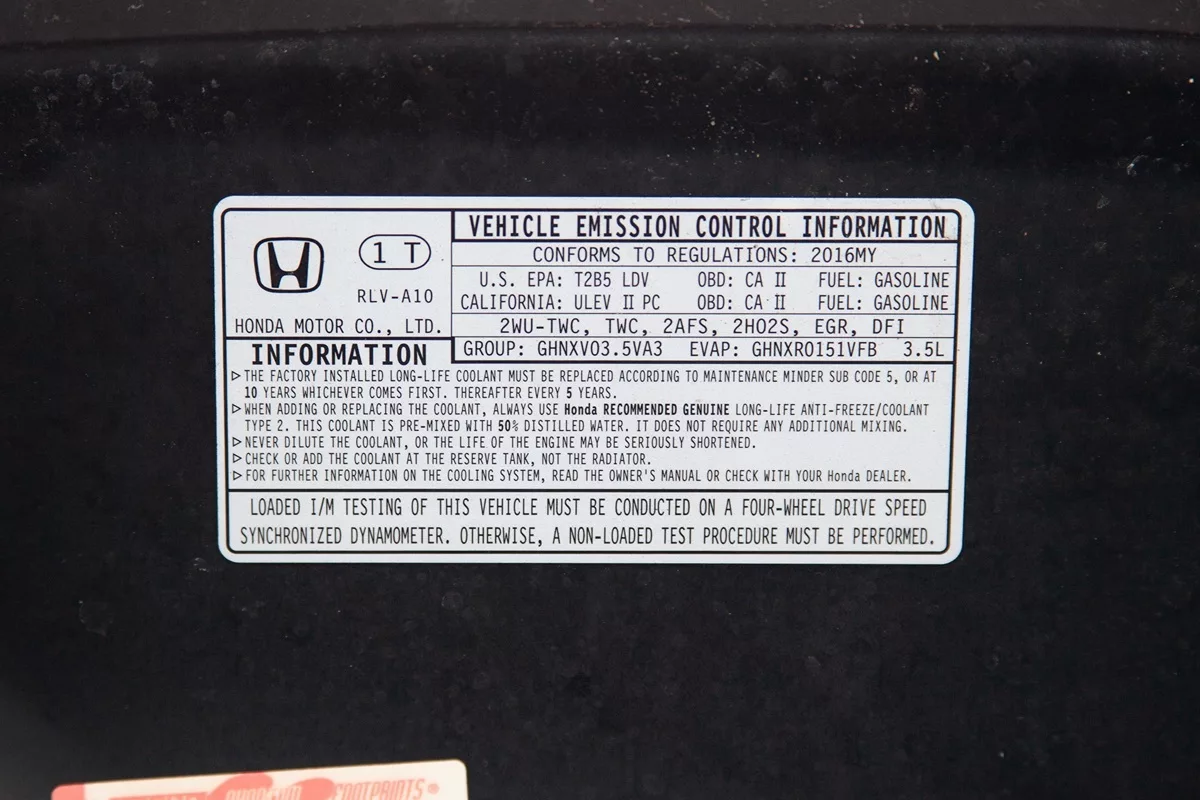 1 T
RLV-A10
HONDA MOTOR CO., LTD.
VEHICLE EMISSION CONTROL INFORMATION
CONFORMS TO REGULATIONS: 2016MY
U.S. EPA: T2B5 LDV OBD: CA II FUEL: GASOLINE
CALIFORNIA: ULEV II PC OBD: CA II FUEL: GASOLINE
2WU-TWC, TWC, 2AFS, 2HO2S, EGR, DFI
GROUP: GHNXV03.5VA3 EVAP: GHNXR0151VFB 3.5L
INFORMATION
▷THE FACTORY INSTALLED LONG-LIFE COOLANT MUST BE REPLACED ACCORDING TO MAINTENANCE MINDER SUB CODE 5, OR AT
10 YEARS WHICHEVER COMES FIRST. THEREAFTER EVERY 5 YEARS.
▷WHEN ADDING OR REPLACING THE COOLANT, ALWAYS USE Honda RECOMMENDED GENUINE LONG-LIFE ANTI-FREEZE/COOLANT
TYPE 2. THIS COOLANT IS PRE-MIXED WITH 50% DISTILLED WATER. IT DOES NOT REQUIRE ANY ADDITIONAL MIXING.
▷NEVER DILUTE THE COOLANT, OR THE LIFE OF THE ENGINE MAY BE SERIOUSLY SHORTENED.
▷CHECK OR ADD THE COOLANT AT THE RESERVE TANK, NOT THE RADIATOR.
▷FOR FURTHER INFORMATION ON THE COOLING SYSTEM, READ THE OWNER'S MANUAL OR CHECK WITH YOUR Honda DEALER.
LOADED I/M TESTING OF THIS VEHICLE MUST BE CONDUCTED ON A FOUR-WHEEL DRIVE SPEED
SYNCHRONIZED DYNAMOMETER. OTHERWISE, A NON-LOADED TEST PROCEDURE MUST BE PERFORMED.
FOOTPRINTS®